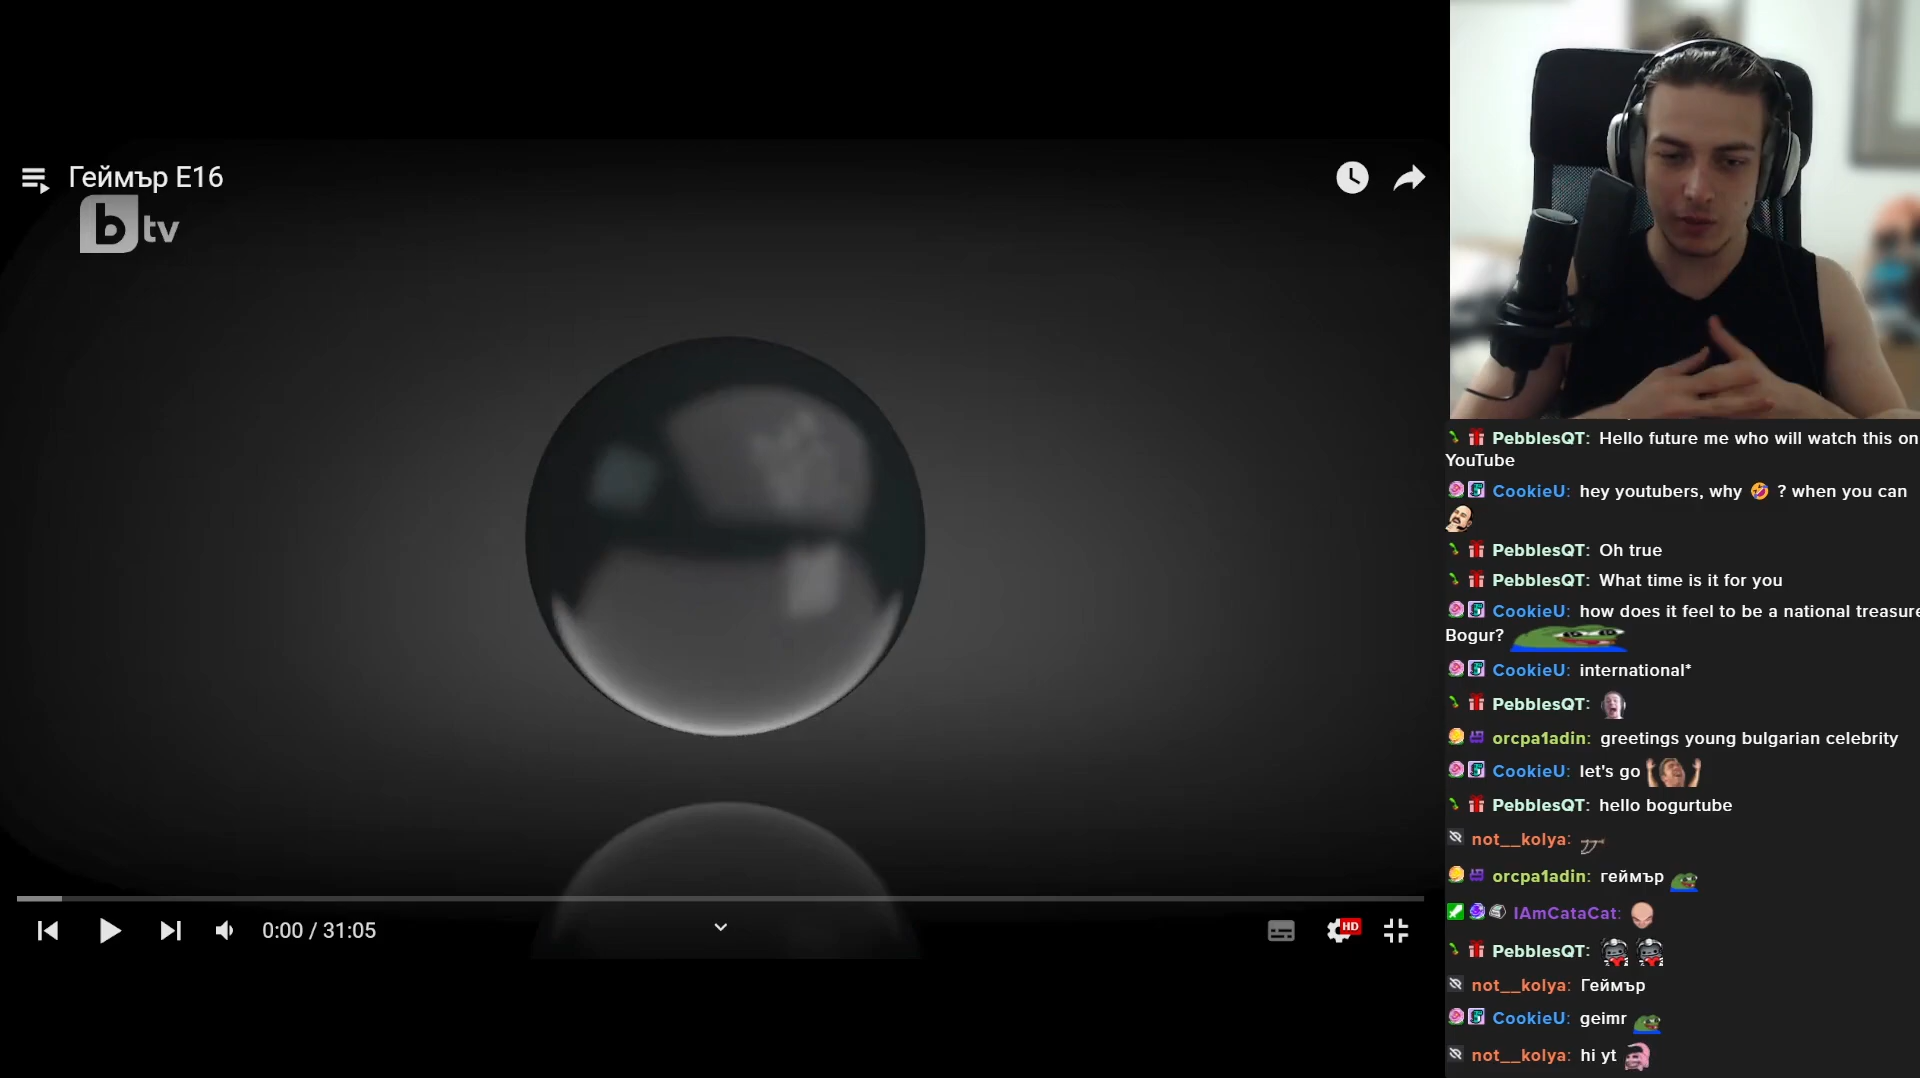 Геймър E16
btv
0:00 / 31:05
HD
PebblesQT: Hello future me who will watch this on
YouTube
CookieU: hey youtubers, why 🤣 ? when you can
PebblesQT: Oh true
PebblesQT: What time is it for you
CookieU: how does it feel to be a national treasure
Bogur?
CookieU: international*
PebblesQT:
orcpa1adin: greetings young bulgarian celebrity
CookieU: let's go
PebblesQT: hello bogurtube
not__kolya:
orcpa1adin: геймър
IAmCataCat:
PebblesQT:
not__kolya: Геймър
CookieU: geimr
not__kolya: hi yt